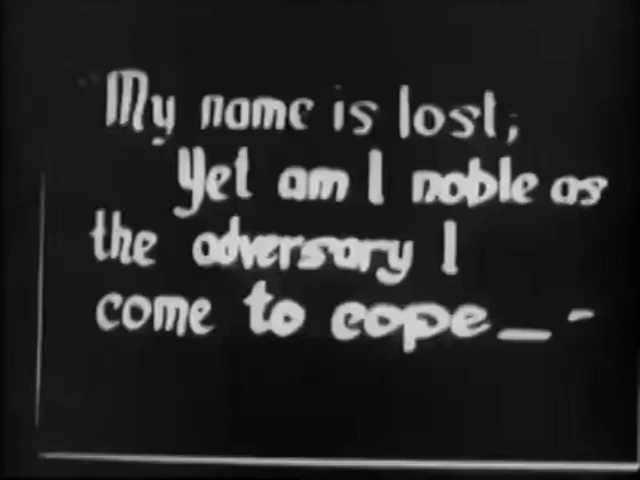 My name is lost;
Yet am I noble as
the adversary I
come to cope_ -